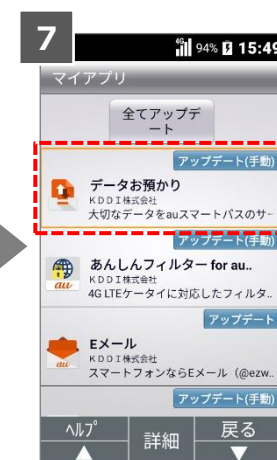 7
4G 94% 15:49
マイアプリ
全てアップデ
ート
アップデート(手動)
データお預かり
KDDI株式会社
大切なデータをauスマートパスのサー
アップデート(手動)
あんしんフィルター for au..
au
KDDI株式会社
4G LTEケータイに対応したフィルタ..
アップデート
Eメール
au
KDDI株式会社
スマートフォンならEメール（@ezw..
アップデート(手動)
ﾍﾙﾌﾟ
詳細
戻る